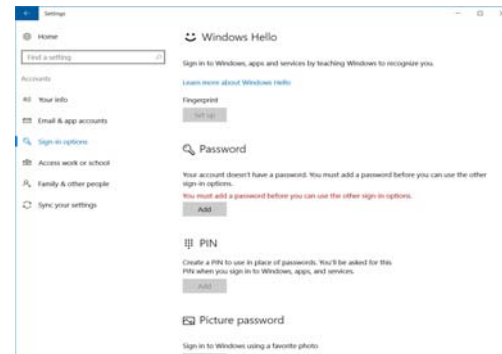 Settings
Home
Find a setting
Accounts
Your info
Email & app accounts
Sign-in options
Access work or school
Family & other people
Sync your settings
Windows Hello
Sign in to Windows, apps and services by teaching Windows to recognize you.
Learn more about Windows Hello
Fingerprint
Set up
Password
Your account doesn't have a password. You must add a password before you can use the other
sign-in options.
You must add a password before you can use the other sign-in options.
Add
PIN
Create a PIN to use in place of passwords. You'll be asked for this
PIN when you sign in to Windows, apps, and services.
Add
Picture password
Sign in to Windows using a favorite photo